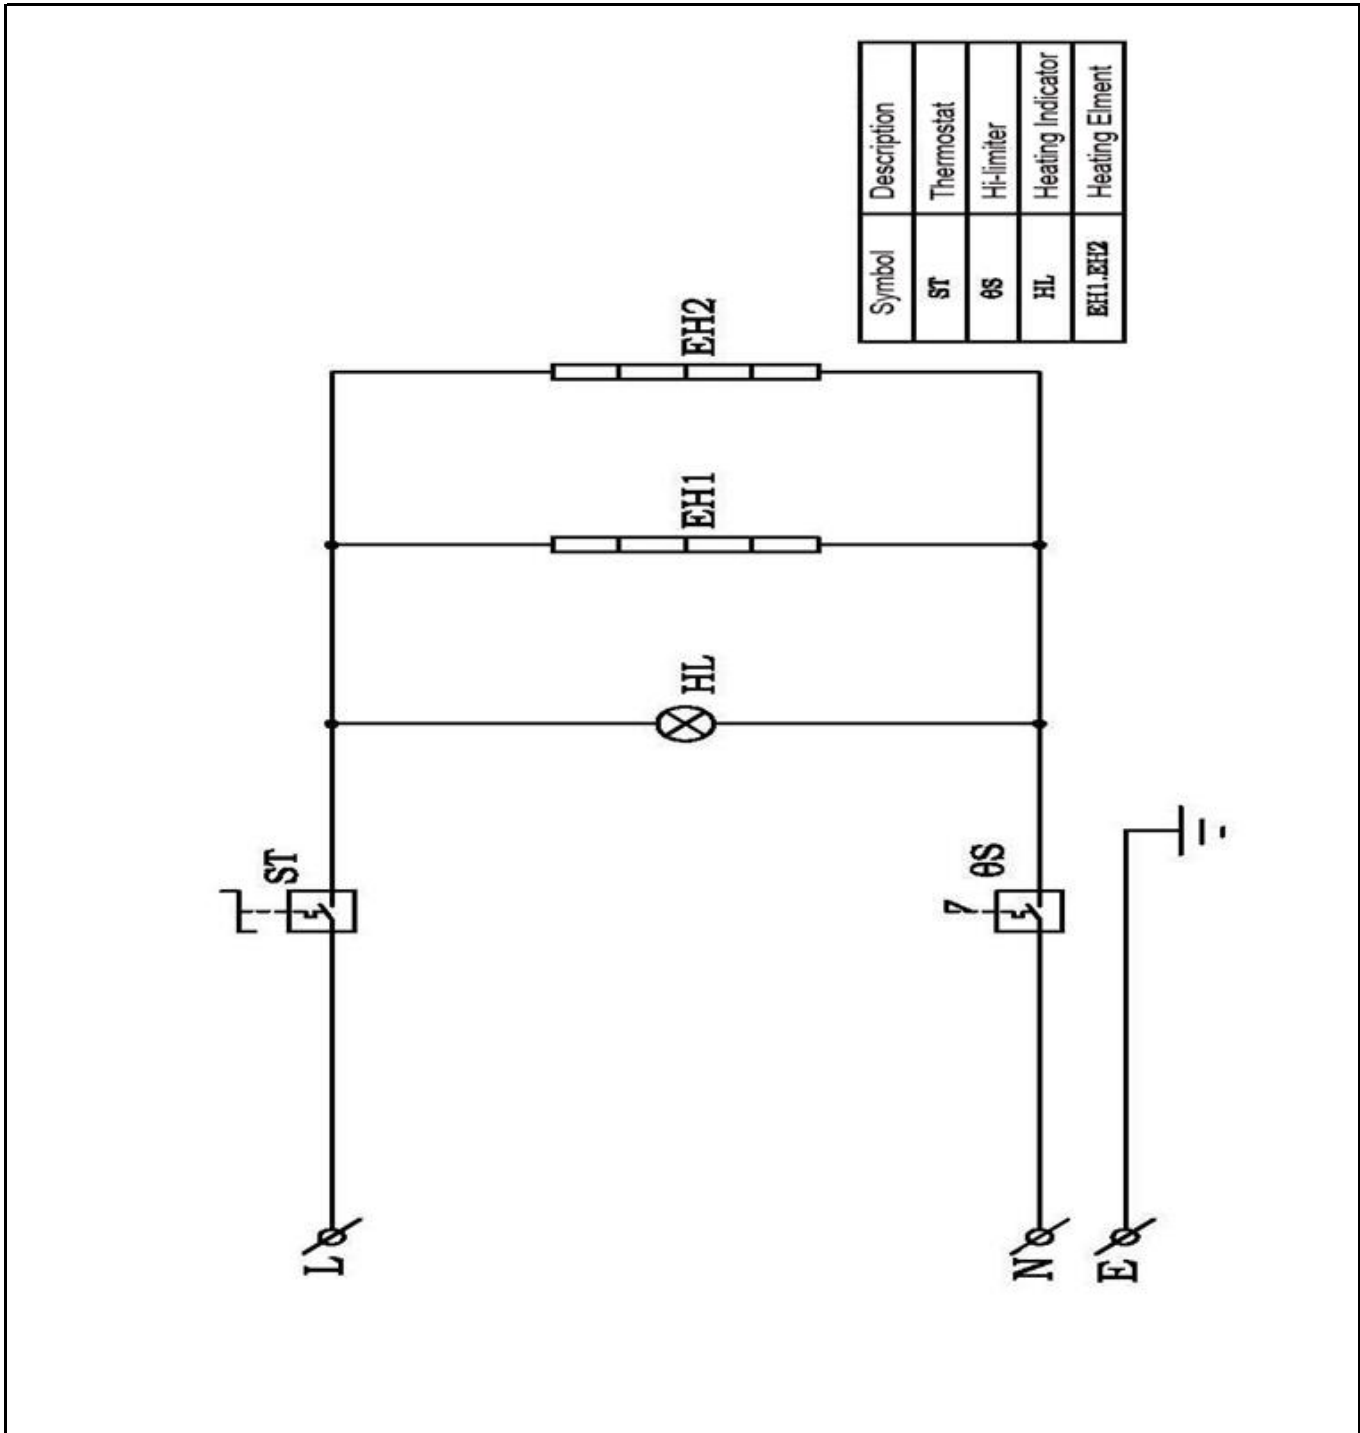 L
N
E
ST
θS
HL
EH1
EH2
Symbol Description
ST Thermostat
θS Hi-limiter
HL Heating Indicator
EH1.EH2 Heating Elment